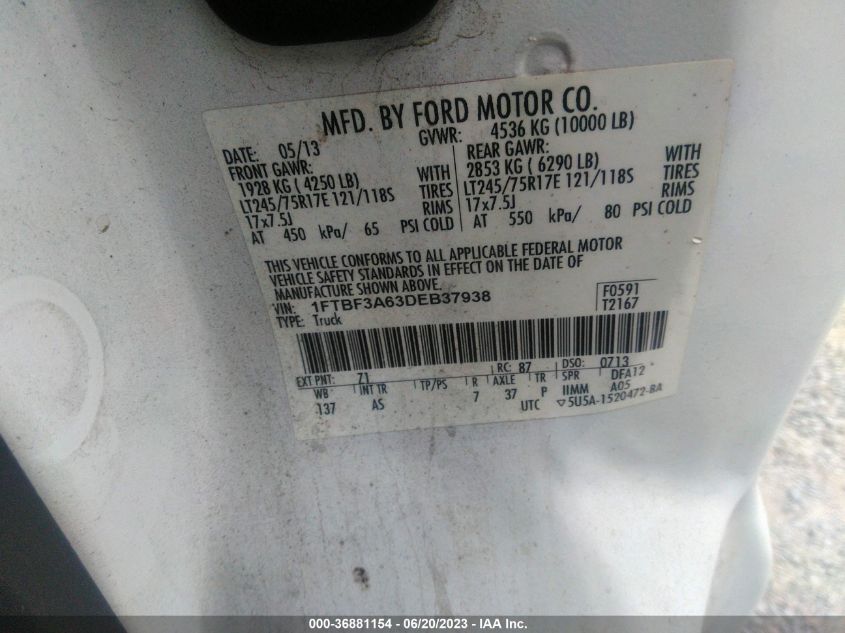 MFD. BY FORD MOTOR CO.
DATE: 05/13 GVWR: 4536 KG (10000 LB)
FRONT GAWR: REAR GAWR:
1928 KG ( 4250 LB) WITH 2853 KG ( 6290 LB) WITH
LT245/75R17E 121/118S TIRES LT245/75R17E 121/118S TIRES
17x7.5J RIMS 17x7.5J RIMS
AT 450 kPa/ 65 PSI COLD AT 550 kPa/ 80 PSI COLD
THIS VEHICLE CONFORMS TO ALL APPLICABLE FEDERAL MOTOR
VEHICLE SAFETY STANDARDS IN EFFECT ON THE DATE OF
MANUFACTURE SHOWN ABOVE.
VIN: 1FTBF3A63DEB37938 F0591
TYPE: Truck T2167
EXT PNT: Z1 RC: 87 DSO: 0713
WB INT TR TP/PS R AXLE TR SPR DFA12
137 AS 7 37 P IIMM A05
UTC ▽5U5A-1520472-BA
000-36881154 - 06/20/2023 - IAA Inc.